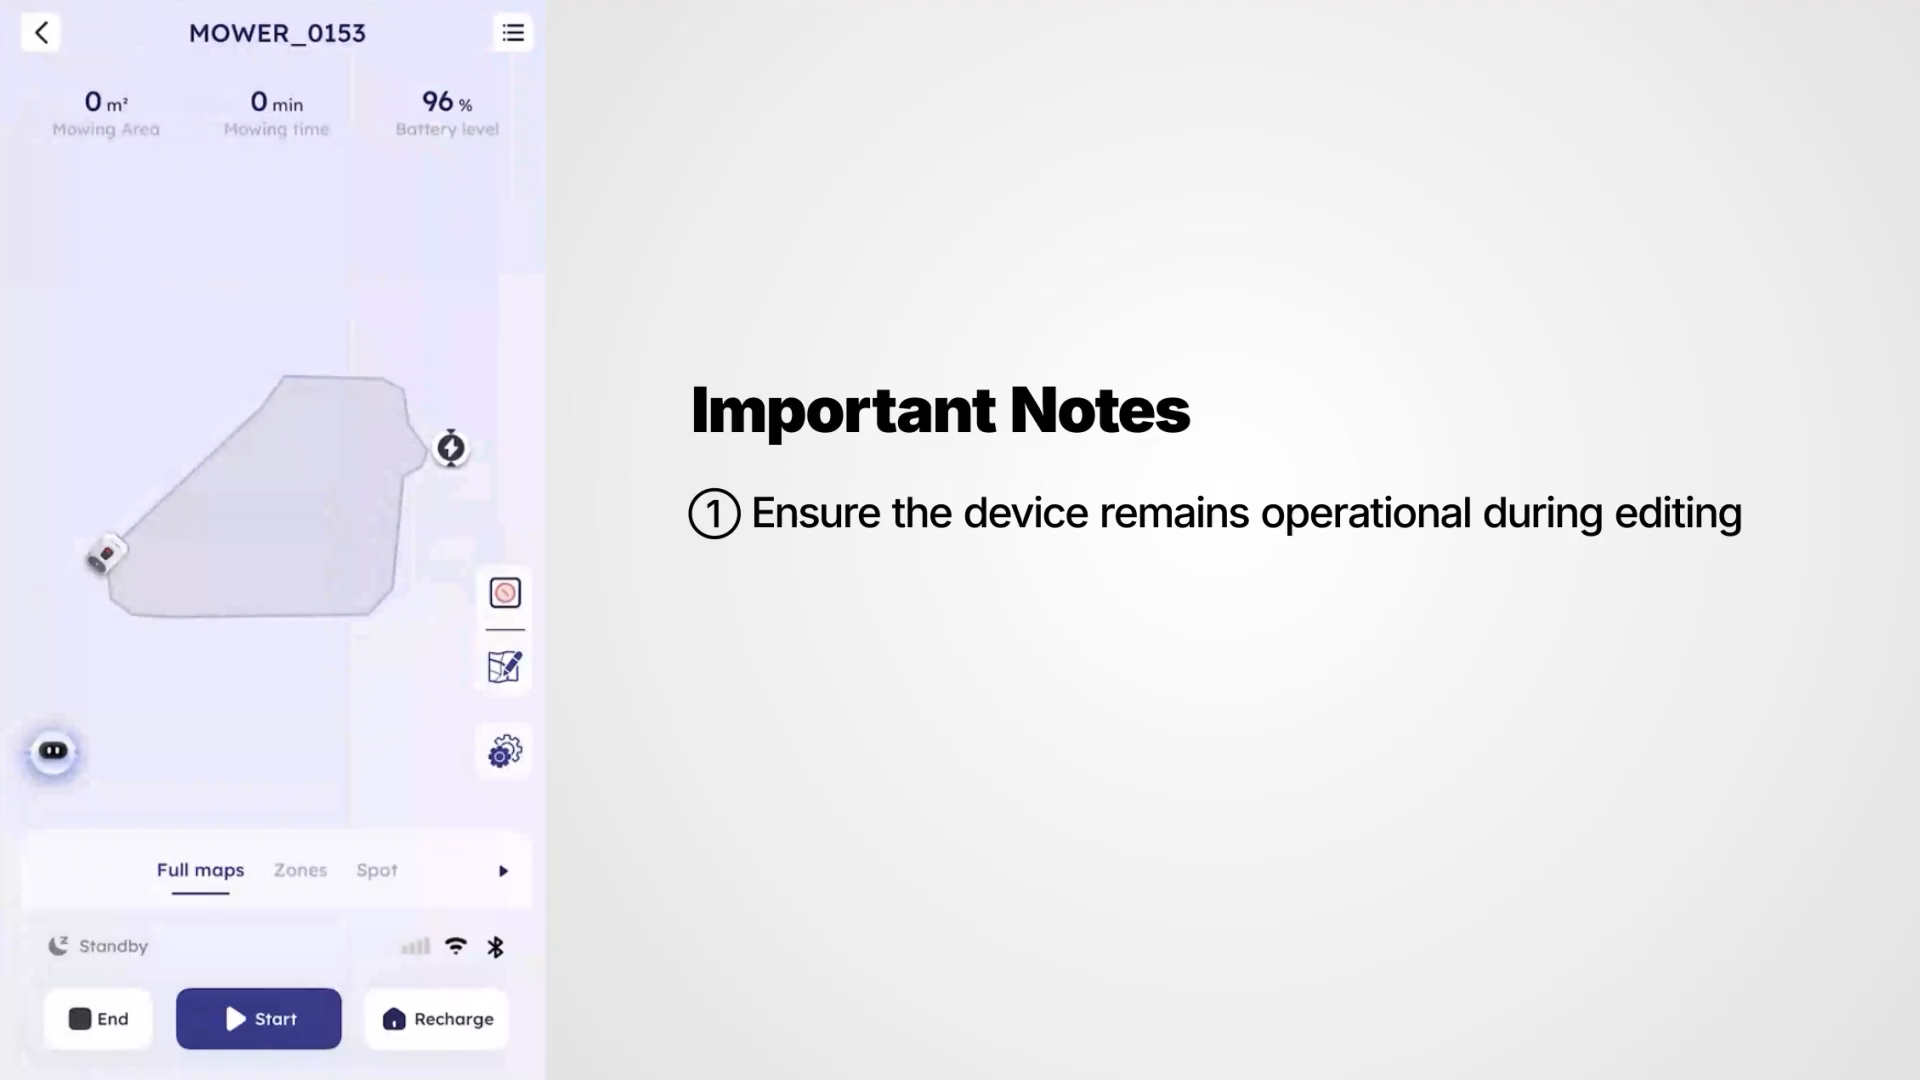 MOWER_0153
0 m²
0 min
96 %
Mowing Area
Mowing time
Battery level
Important Notes
① Ensure the device remains operational during editing
Full maps
Zones
Spot
Standby
End
Start
Recharge